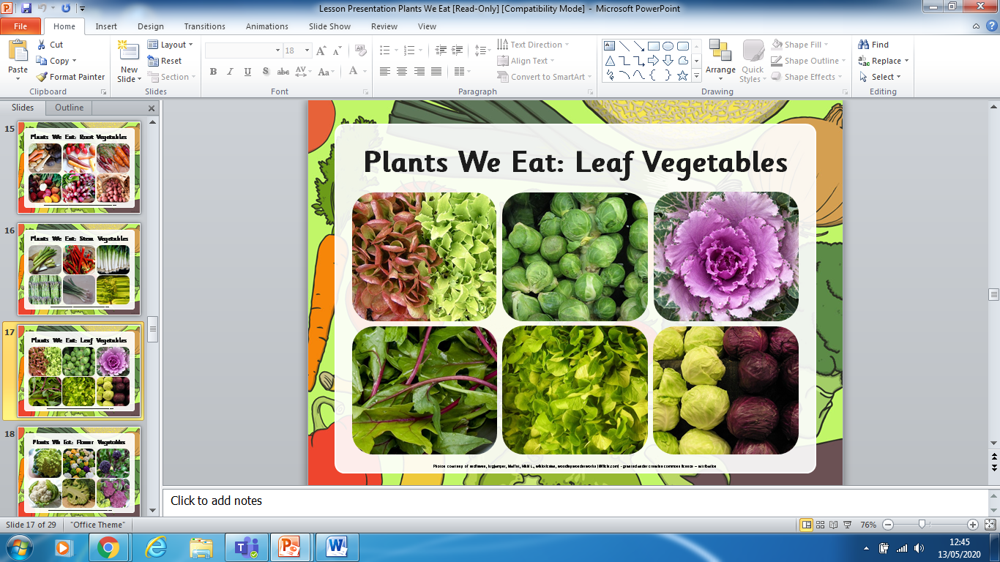 Lesson Presentation Plants We Eat [Read-Only] [Compatibility Mode] - Microsoft PowerPoint
File Home Insert Design Transitions Animations Slide Show Review View
Paste
Cut
Copy
Format Painter
Clipboard
New
Slide
Layout
Reset
Section
Slides
18
B I U S abc AV Aa A
Font
Text Direction
Align Text
Convert to SmartArt
Paragraph
Arrange
Quick
Styles
Shape Fill
Shape Outline
Shape Effects
Drawing
Find
Replace
Select
Editing
Slides Outline
15
Plants We Eat: Root Vegetables
16
Plants We Eat: Stem Vegetables
17
Plants We Eat: Leaf Vegetables
18
Plants We Eat: Flower Vegetables
Plants We Eat: Leaf Vegetables
Click to add notes
Slide 17 of 29 "Office Theme" 76%
12:45
13/05/2020